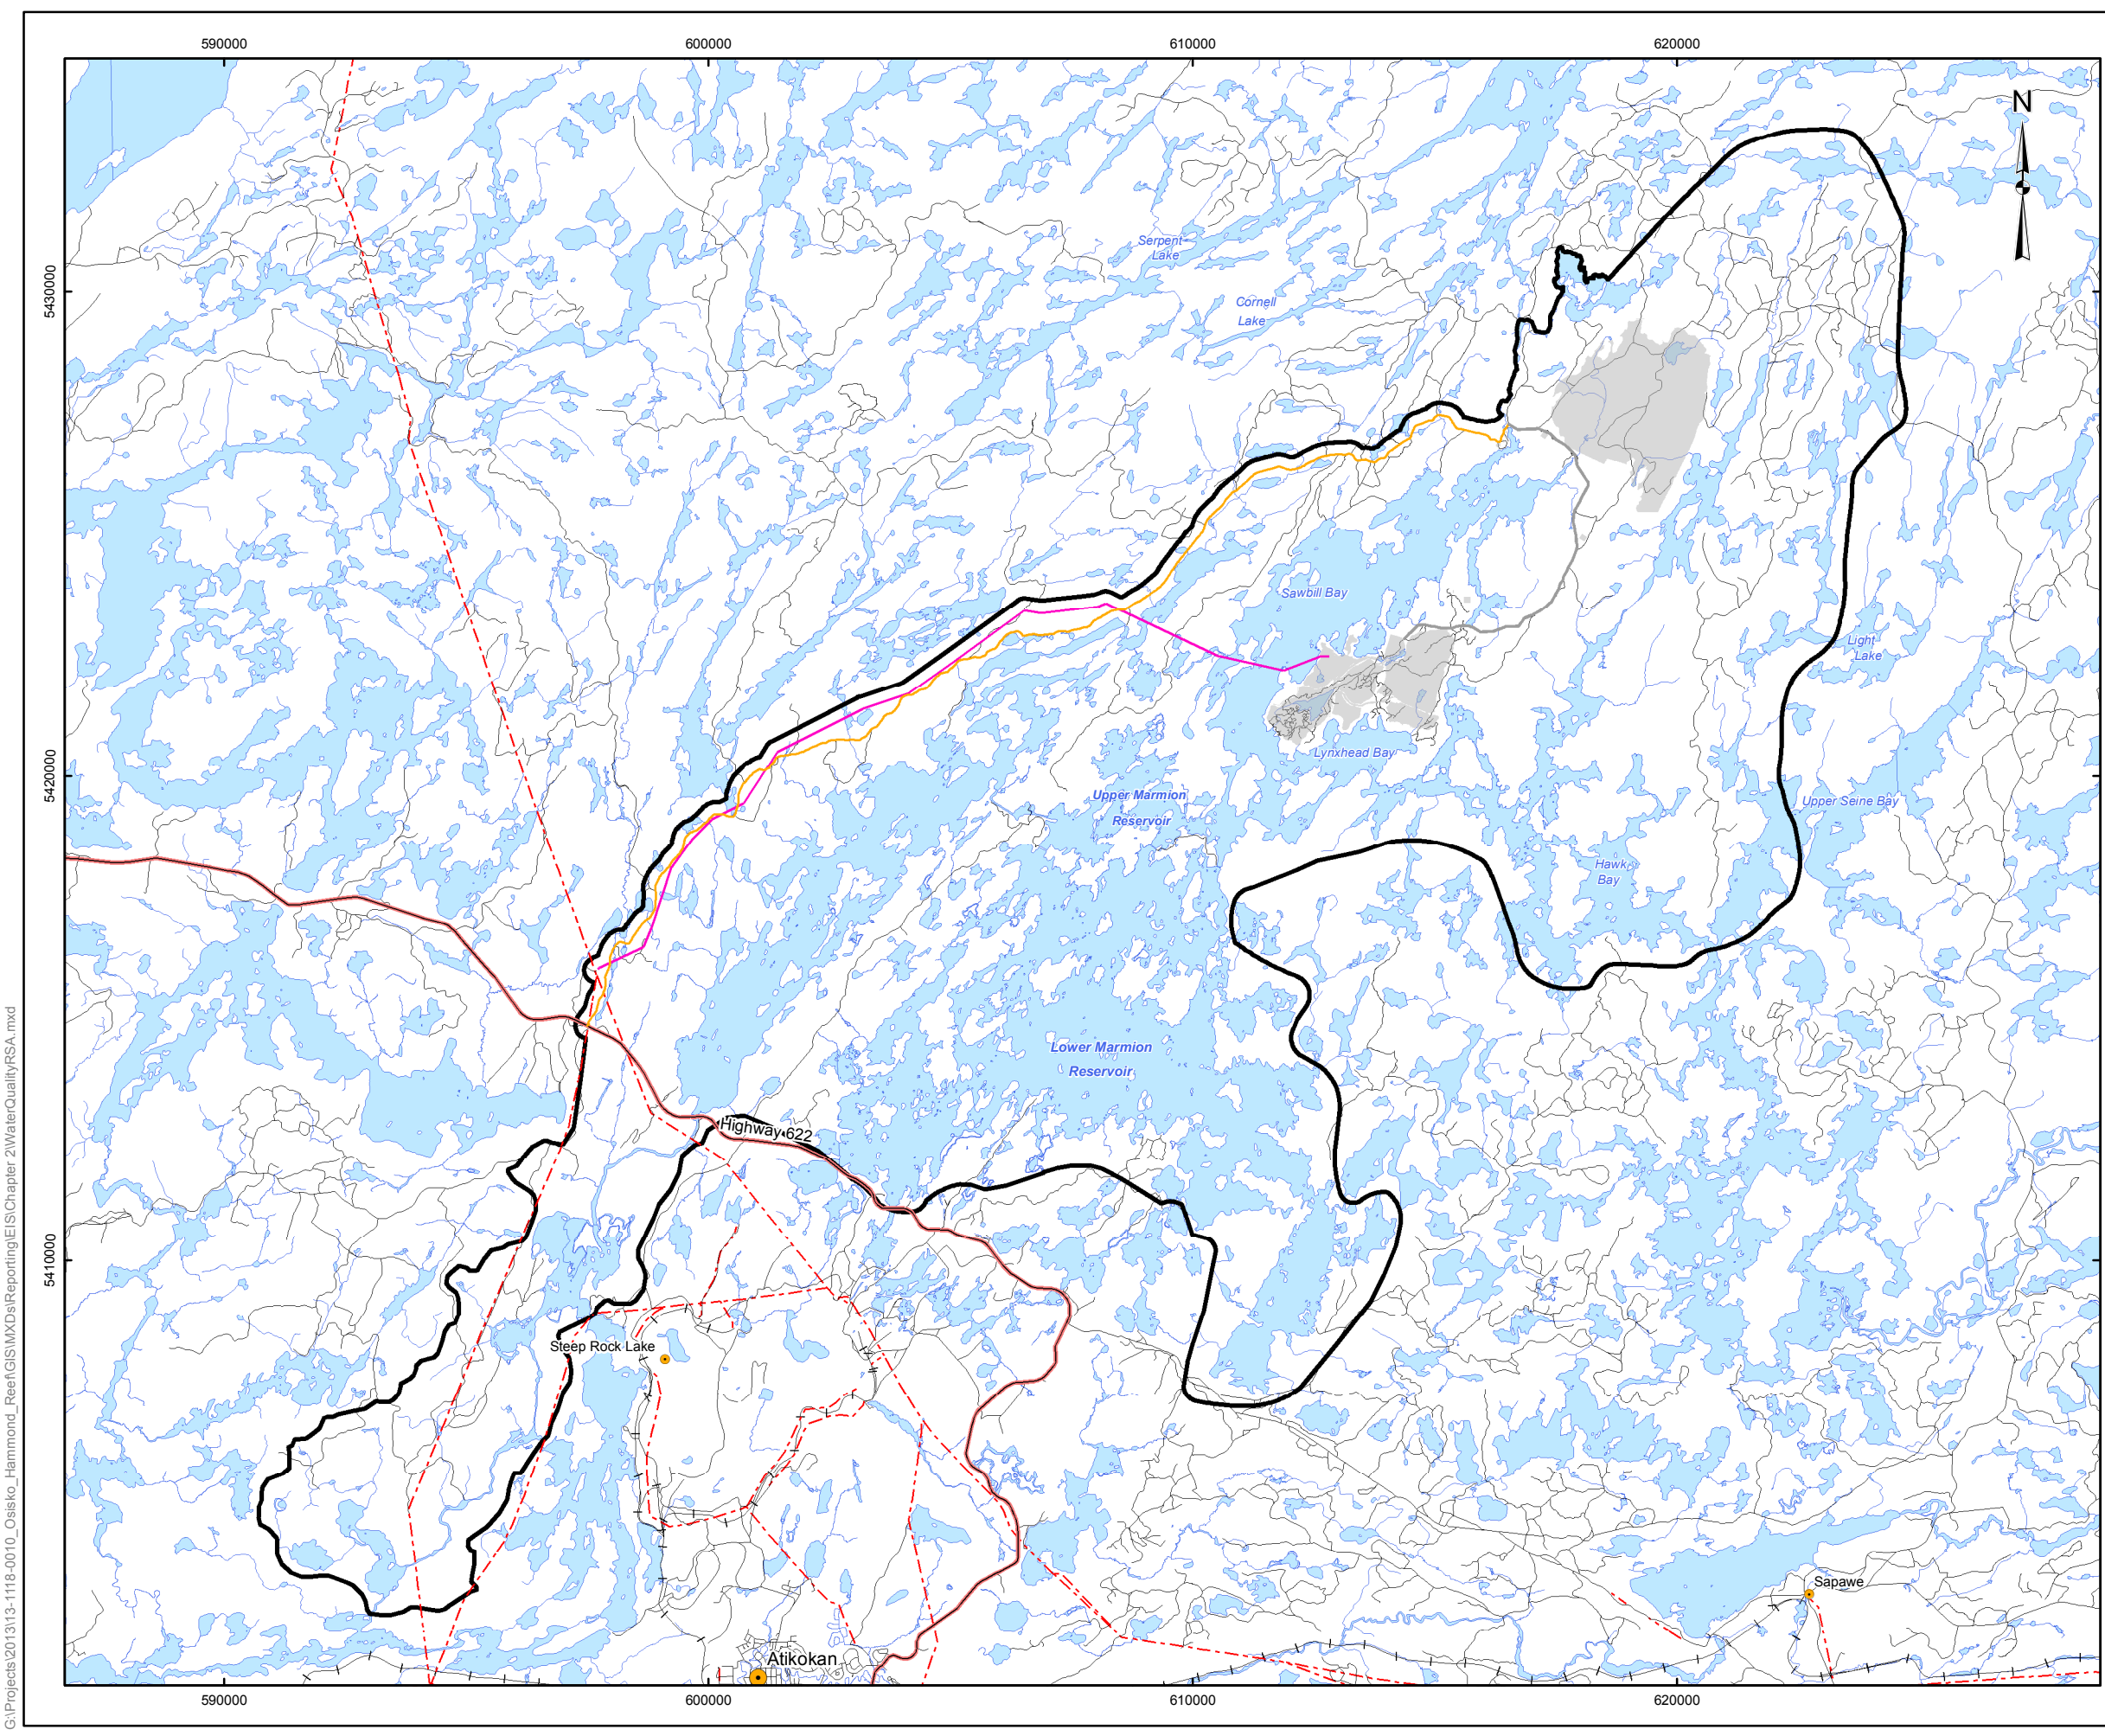 590000
600000
610000
620000
N
Serpent
Lake
5430000
Cornell
Lake
Sawbill Bay
Light
Lake
Lynxhead Bay
5420000
Upper Marmion
Reservoir
Upper Seine Bay
Hawk
Bay
Lower Marmion
Reservoir
Highway 622
5410000
Steep Rock Lake
Sapawe
Atikokan
590000
600000
610000
620000
G:\Projects\2013\13-1118-0010_Osisko_Hammond_Reef\GIS\MXDs\Reporting\EIS\Chapter 2\WaterQualityRSA.mxd